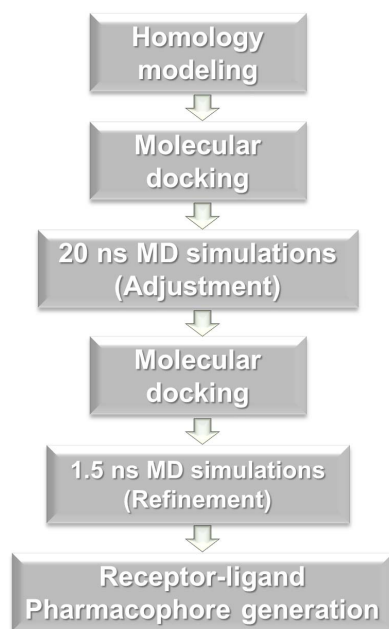 Homology
modeling
Molecular
docking
20 ns MD simulations
(Adjustment)
Molecular
docking
1.5 ns MD simulations
(Refinement)
Receptor-ligand
Pharmacophore generation